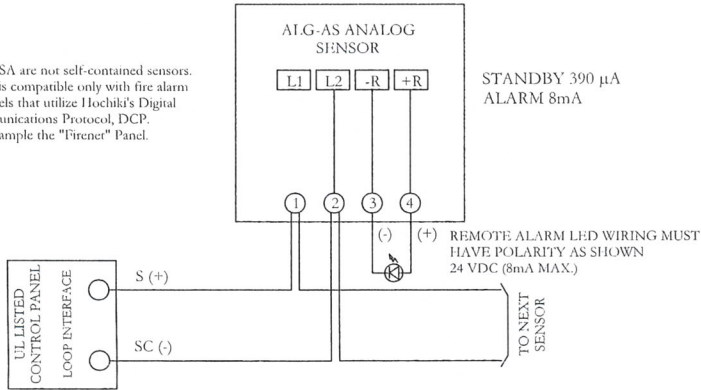 ALG-AS ANALOG
SENSOR
SA are not self-contained sensors.
is compatible only with fire alarm
els that utilize Hochiki's Digital
unications Protocol, DCP.
ample the "Firenet" Panel.
L1 L2 -R +R
STANDBY 390 µA
ALARM 8mA
1 2 3 4
(-) (+)
REMOTE ALARM LED WIRING MUST
HAVE POLARITY AS SHOWN
24 VDC (8mA MAX.)
UL LISTED
CONTROL PANEL
LOOP INTERFACE
S (+)
SC (-)
TO NEXT
SENSOR